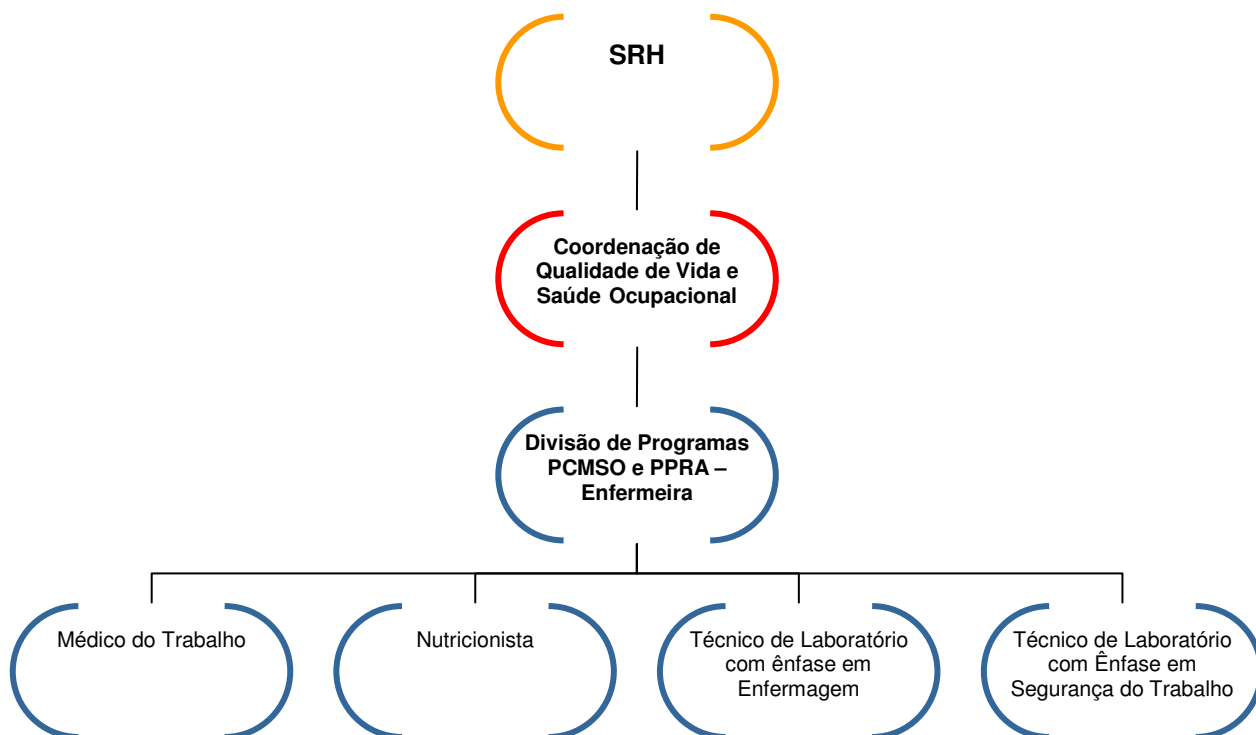 SRH
Coordenação de
Qualidade de Vida e
Saúde Ocupacional
Divisão de Programas
PCMSO e PPRA –
Enfermeira
Médico do Trabalho
Nutricionista
Técnico de Laboratório
com ênfase em
Enfermagem
Técnico de Laboratório
com Ênfase em
Segurança do Trabalho